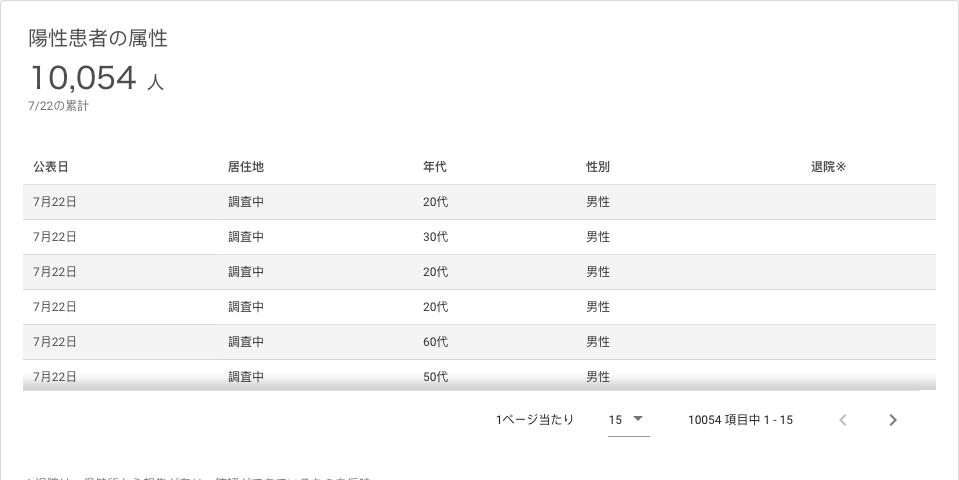 陽性患者の属性
10,054 人
7/22の累計
公表日 居住地 年代 性別 退院※
7月22日 調査中 20代 男性
7月22日 調査中 30代 男性
7月22日 調査中 20代 男性
7月22日 調査中 20代 男性
7月22日 調査中 60代 男性
7月22日 調査中 50代 男性
1ページ当たり 15 10054 項目中 1 - 15